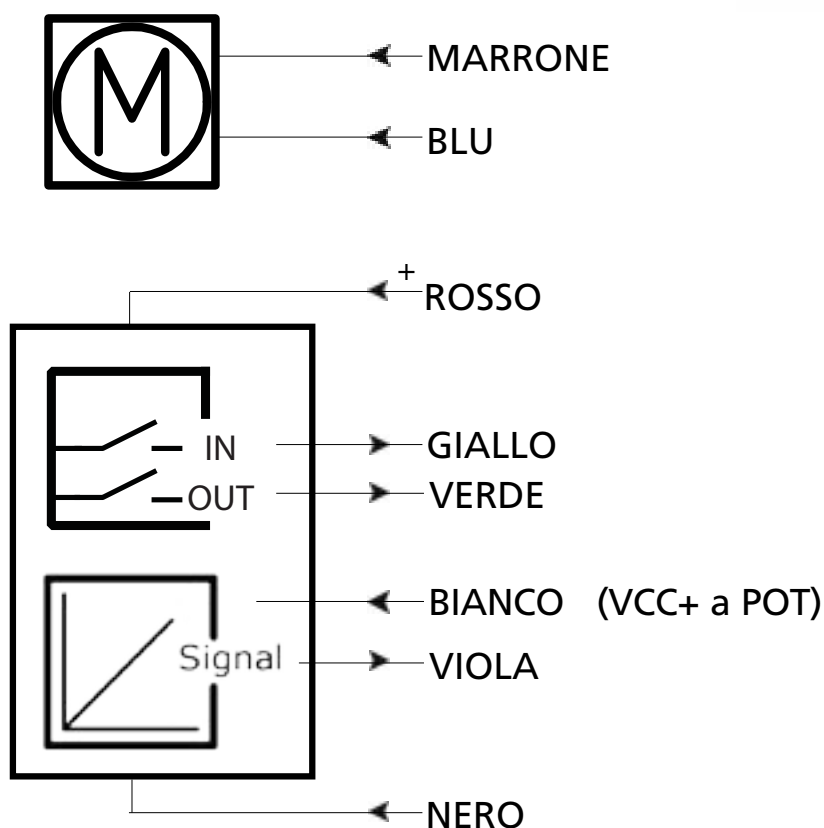 M
MARRONE
BLU
+
ROSSO
IN
GIALLO
OUT
VERDE
BIANCO (VCC+ a POT)
Signal
VIOLA
NERO